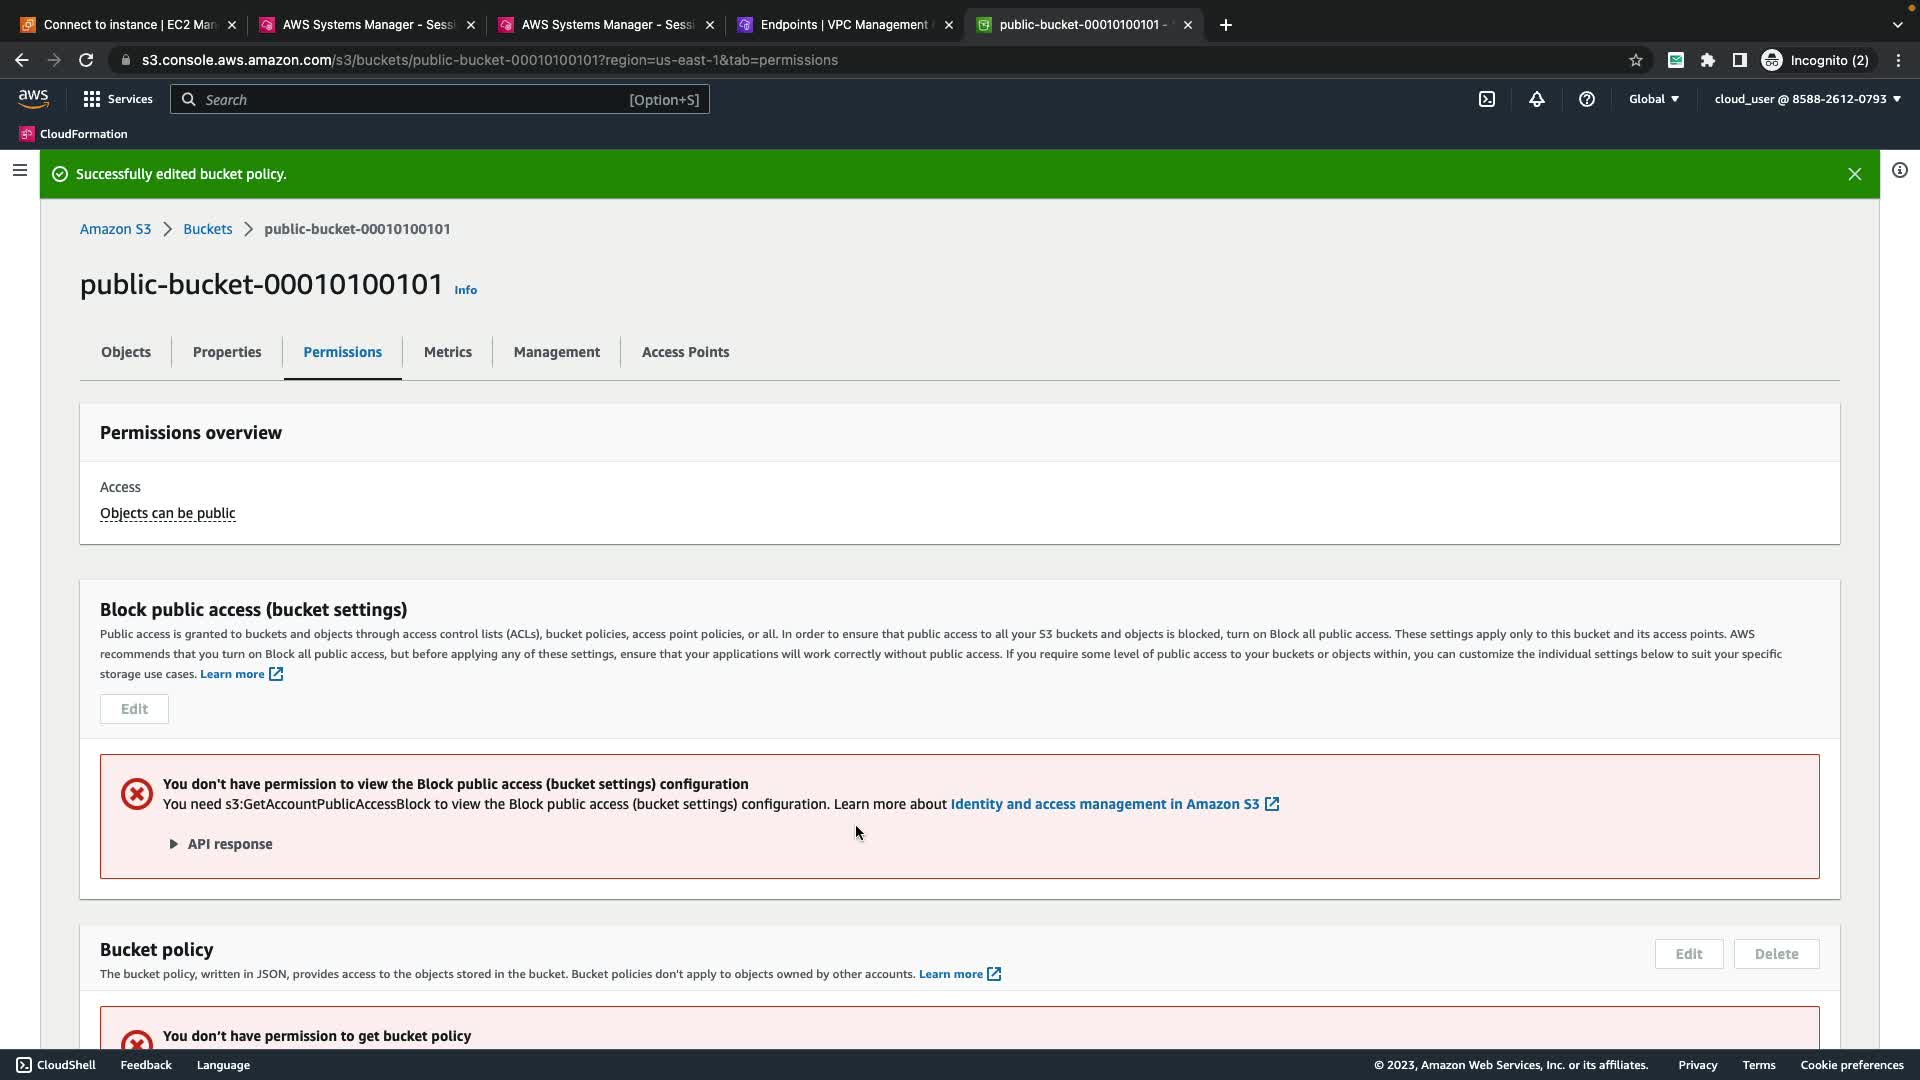 Connect to instance | EC2 Man
AWS Systems Manager - Sessi
AWS Systems Manager - Sessi
Endpoints | VPC Management
public-bucket-00010100101 -
s3.console.aws.amazon.com/s3/buckets/public-bucket-00010100101?region=us-east-1&tab=permissions
Incognito (2)
aws
Services
Search
[Option+S]
Global
cloud_user @ 8588-2612-0793
CloudFormation
Successfully edited bucket policy.
Amazon S3
Buckets
public-bucket-00010100101
public-bucket-00010100101 Info
Objects
Properties
Permissions
Metrics
Management
Access Points
Permissions overview
Access
Objects can be public
Block public access (bucket settings)
Public access is granted to buckets and objects through access control lists (ACLs), bucket policies, access point policies, or all. In order to ensure that public access to all your S3 buckets and objects is blocked, turn on Block all public access. These settings apply only to this bucket and its access points. AWS
recommends that you turn on Block all public access, but before applying any of these settings, ensure that your applications will work correctly without public access. If you require some level of public access to your buckets or objects within, you can customize the individual settings below to suit your specific
storage use cases. Learn more
Edit
You don't have permission to view the Block public access (bucket settings) configuration
You need s3:GetAccountPublicAccessBlock to view the Block public access (bucket settings) configuration. Learn more about Identity and access management in Amazon S3
API response
Bucket policy
Edit
Delete
The bucket policy, written in JSON, provides access to the objects stored in the bucket. Bucket policies don't apply to objects owned by other accounts. Learn more
You don’t have permission to get bucket policy
CloudShell
Feedback
Language
© 2023, Amazon Web Services, Inc. or its affiliates.
Privacy
Terms
Cookie preferences